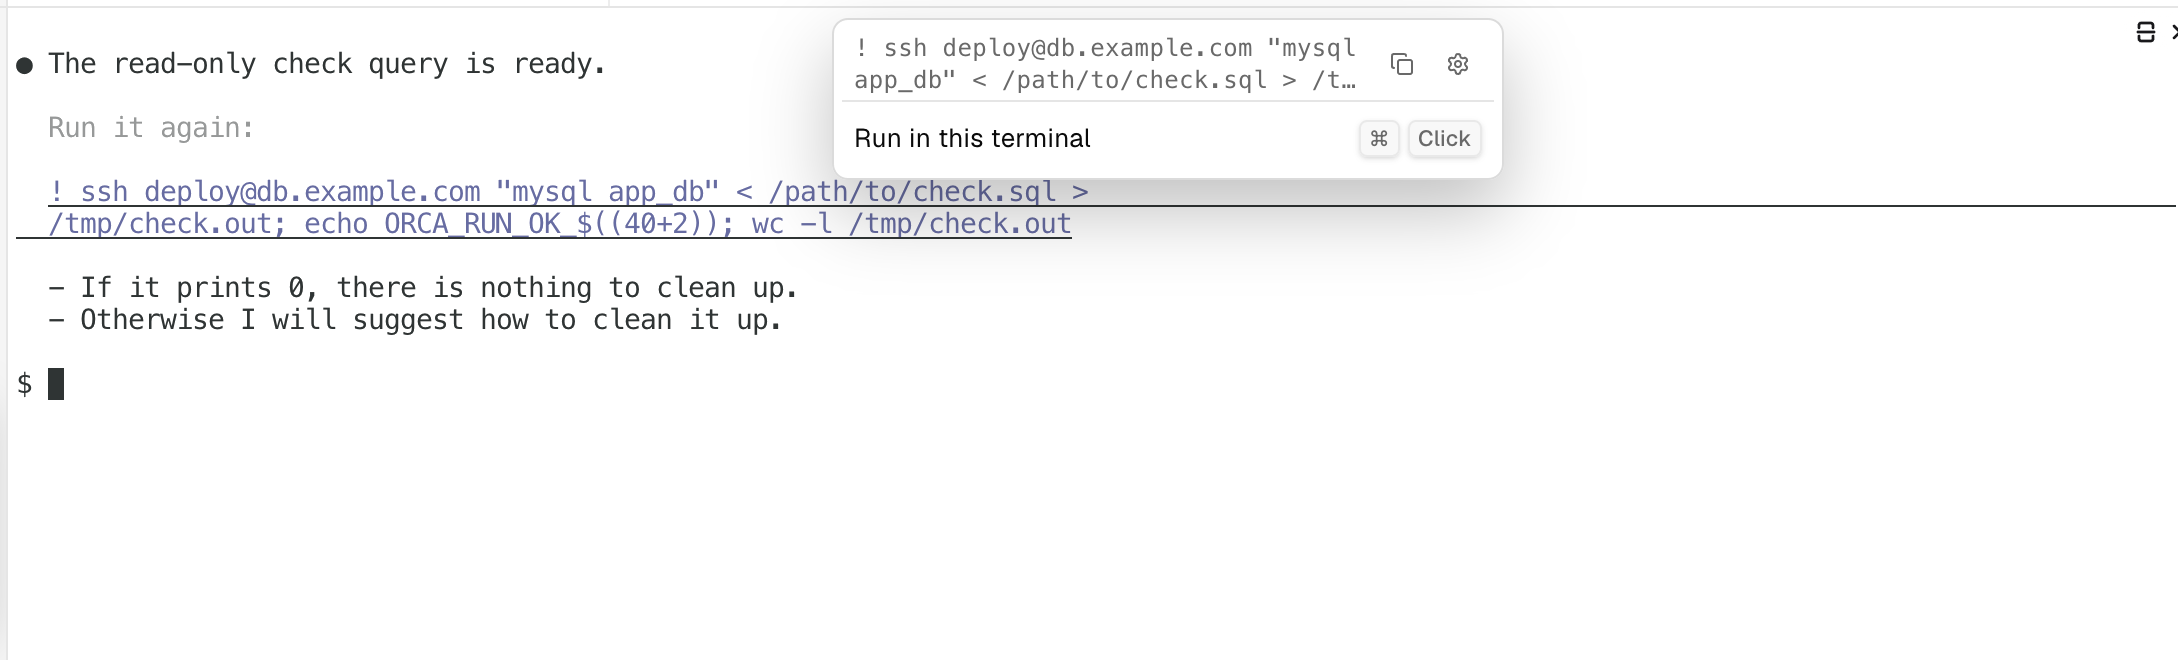 ● The read-only check query is ready.
! ssh deploy@db.example.com "mysql
app_db" < /path/to/check.sql > /t…
Run in this terminal
⌘ Click
Run it again:
! ssh deploy@db.example.com "mysql app_db" < /path/to/check.sql >
/tmp/check.out; echo ORCA_RUN_OK_$((40+2)); wc -l /tmp/check.out
- If it prints 0, there is nothing to clean up.
- Otherwise I will suggest how to clean it up.
$